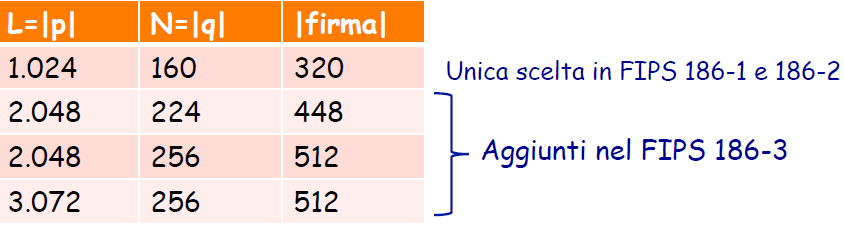 L=|p| N=|q| |firma|
1.024 160 320
Unica scelta in FIPS 186-1 e 186-2
2.048 224 448
2.048 256 512
Aggiunti nel FIPS 186-3
3.072 256 512